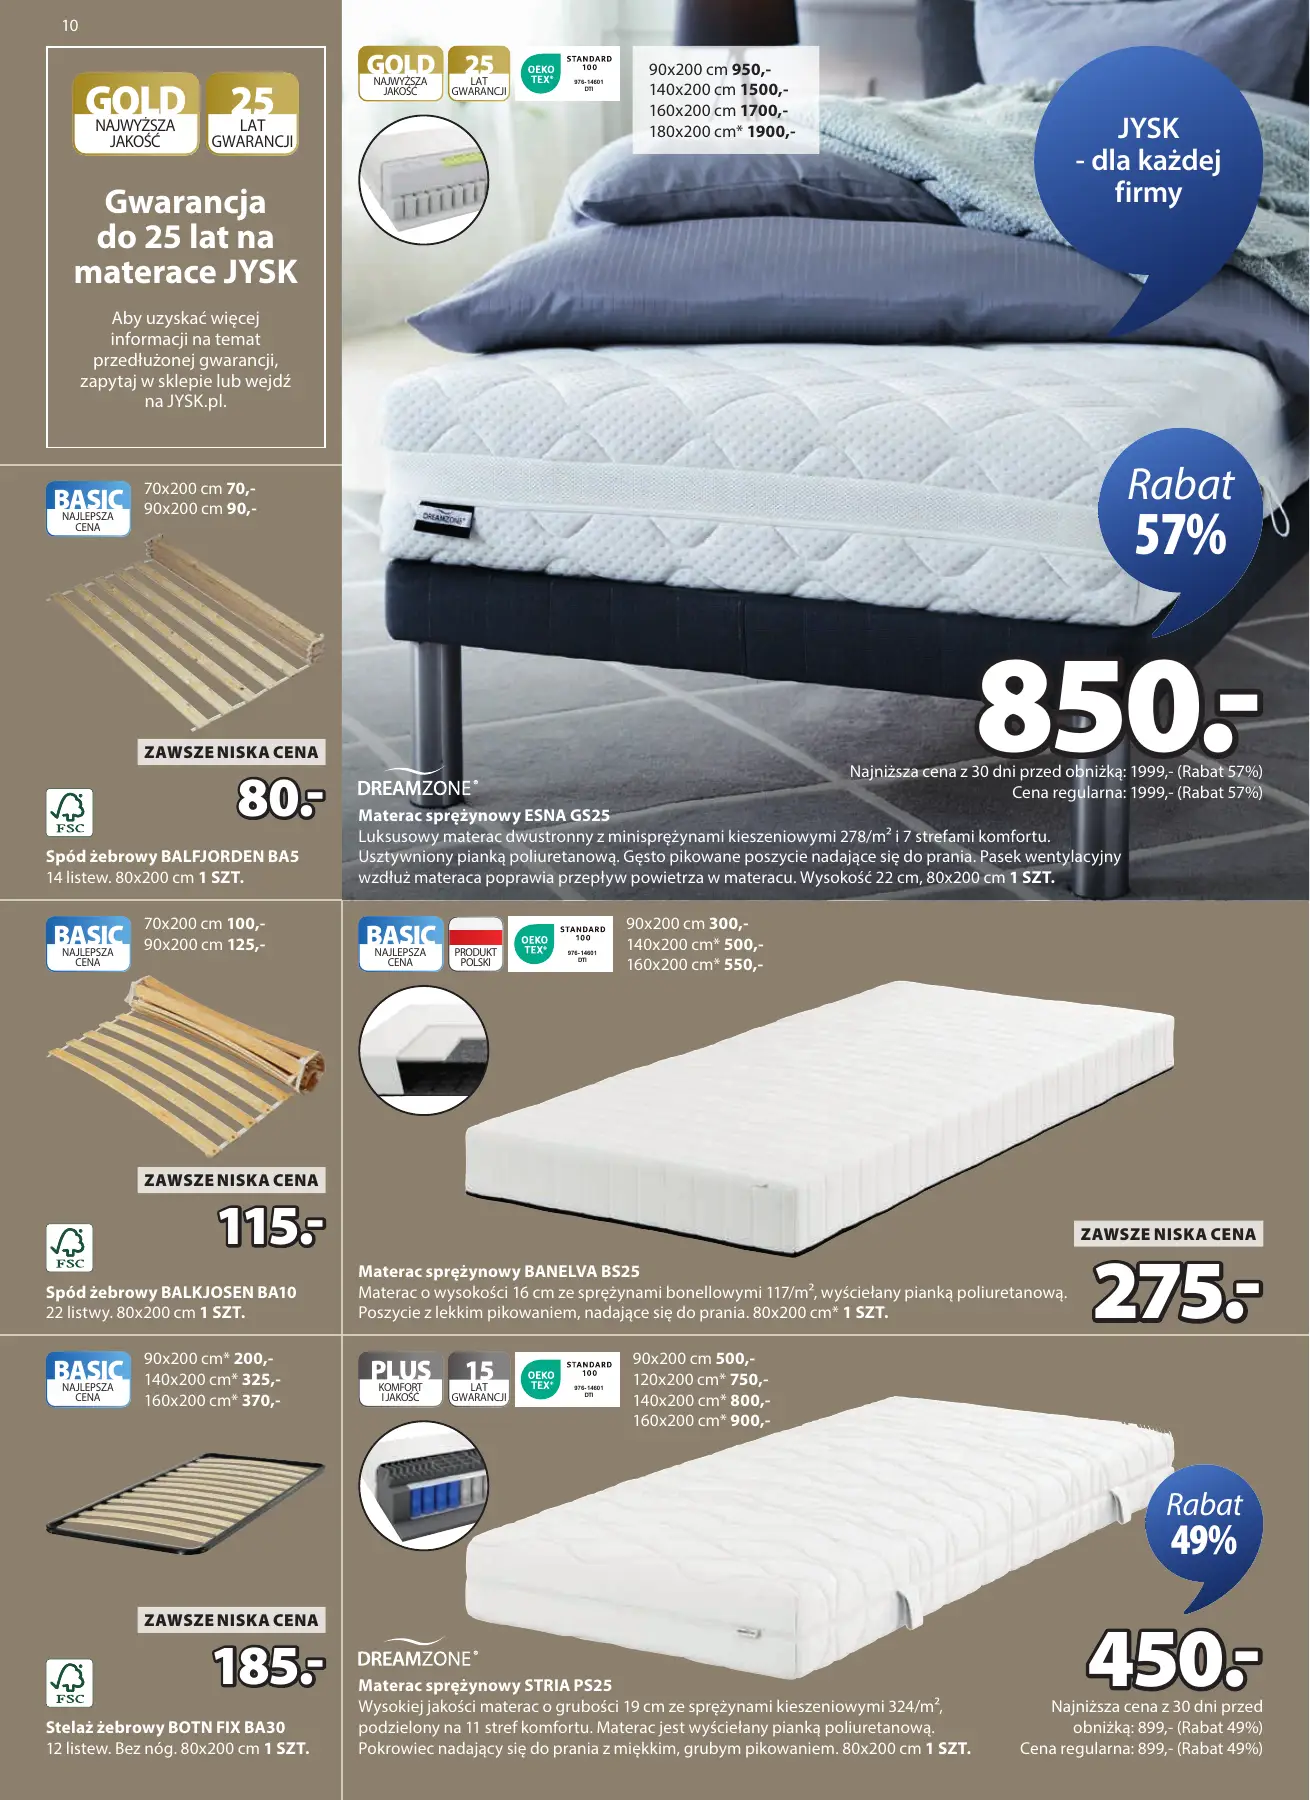 10
GOLD
NAJWYŻSZA
JAKOŚĆ
25
LAT
GWARANCJI
Gwarancja
do 25 lat na
materace JYSK
Aby uzyskać więcej
informacji na temat
przedłużonej gwarancji,
zapytaj w sklepie lub wejdź
na JYSK.pl.
GOLD
NAJWYŻSZA
JAKOŚĆ
25
LAT
GWARANCJI
OEKO
TEX®
STANDARD
100
976-14601
DTI
90x200 cm 950,-
140x200 cm 1500,-
160x200 cm 1700,-
180x200 cm* 1900,-
JYSK
- dla każdej
firmy
DREAMZONE®
Rabat
57%
850.-
Najniższa cena z 30 dni przed obniżką: 1999,- (Rabat 57%)
Cena regularna: 1999,- (Rabat 57%)
DREAMZONE®
Materac sprężynowy ESNA GS25
Luksusowy materac dwustronny z minisprężynami kieszeniowymi 278/m² i 7 strefami komfortu.
Usztywniony pianką poliuretanową. Gęsto pikowane poszycie nadające się do prania. Pasek wentylacyjny
wzdłuż materaca poprawia przepływ powietrza w materacu. Wysokość 22 cm, 80x200 cm 1 SZT.
BASIC
NAJLEPSZA
CENA
70x200 cm 70,-
90x200 cm 90,-
ZAWSZE NISKA CENA
80.-
FSC
Spód żebrowy BALFJORDEN BA5
14 listew. 80x200 cm 1 SZT.
BASIC
NAJLEPSZA
CENA
70x200 cm 100,-
90x200 cm 125,-
ZAWSZE NISKA CENA
115.-
FSC
Spód żebrowy BALKJOSEN BA10
22 listwy. 80x200 cm 1 SZT.
BASIC
NAJLEPSZA
CENA
PRODUKT
POLSKI
OEKO
TEX®
STANDARD
100
976-14601
DTI
90x200 cm 300,-
140x200 cm* 500,-
160x200 cm* 550,-
ZAWSZE NISKA CENA
275.-
Materac sprężynowy BANELVA BS25
Materac o wysokości 16 cm ze sprężynami bonellowymi 117/m², wyściełany pianką poliuretanową.
Poszycie z lekkim pikowaniem, nadające się do prania. 80x200 cm* 1 SZT.
BASIC
NAJLEPSZA
CENA
90x200 cm* 200,-
140x200 cm* 325,-
160x200 cm* 370,-
ZAWSZE NISKA CENA
185.-
FSC
Stelaż żebrowy BOTN FIX BA30
12 listew. Bez nóg. 80x200 cm 1 SZT.
PLUS
KOMFORT
I JAKOŚĆ
15
LAT
GWARANCJI
OEKO
TEX®
STANDARD
100
976-14601
DTI
90x200 cm 500,-
120x200 cm* 750,-
140x200 cm* 800,-
160x200 cm* 900,-
Rabat
49%
450.-
Najniższa cena z 30 dni przed
obniżką: 899,- (Rabat 49%)
Cena regularna: 899,- (Rabat 49%)
DREAMZONE®
Materac sprężynowy STRIA PS25
Wysokiej jakości materac o grubości 19 cm ze sprężynami kieszeniowymi 324/m²,
podzielony na 11 stref komfortu. Materac jest wyściełany pianką poliuretanową.
Pokrowiec nadający się do prania z miękkim, grubym pikowaniem. 80x200 cm 1 SZT.